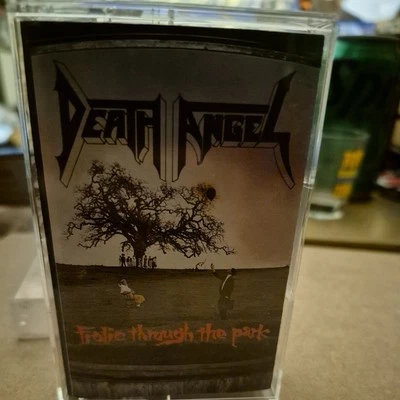 DEATH ANGEL
Frolic through the park